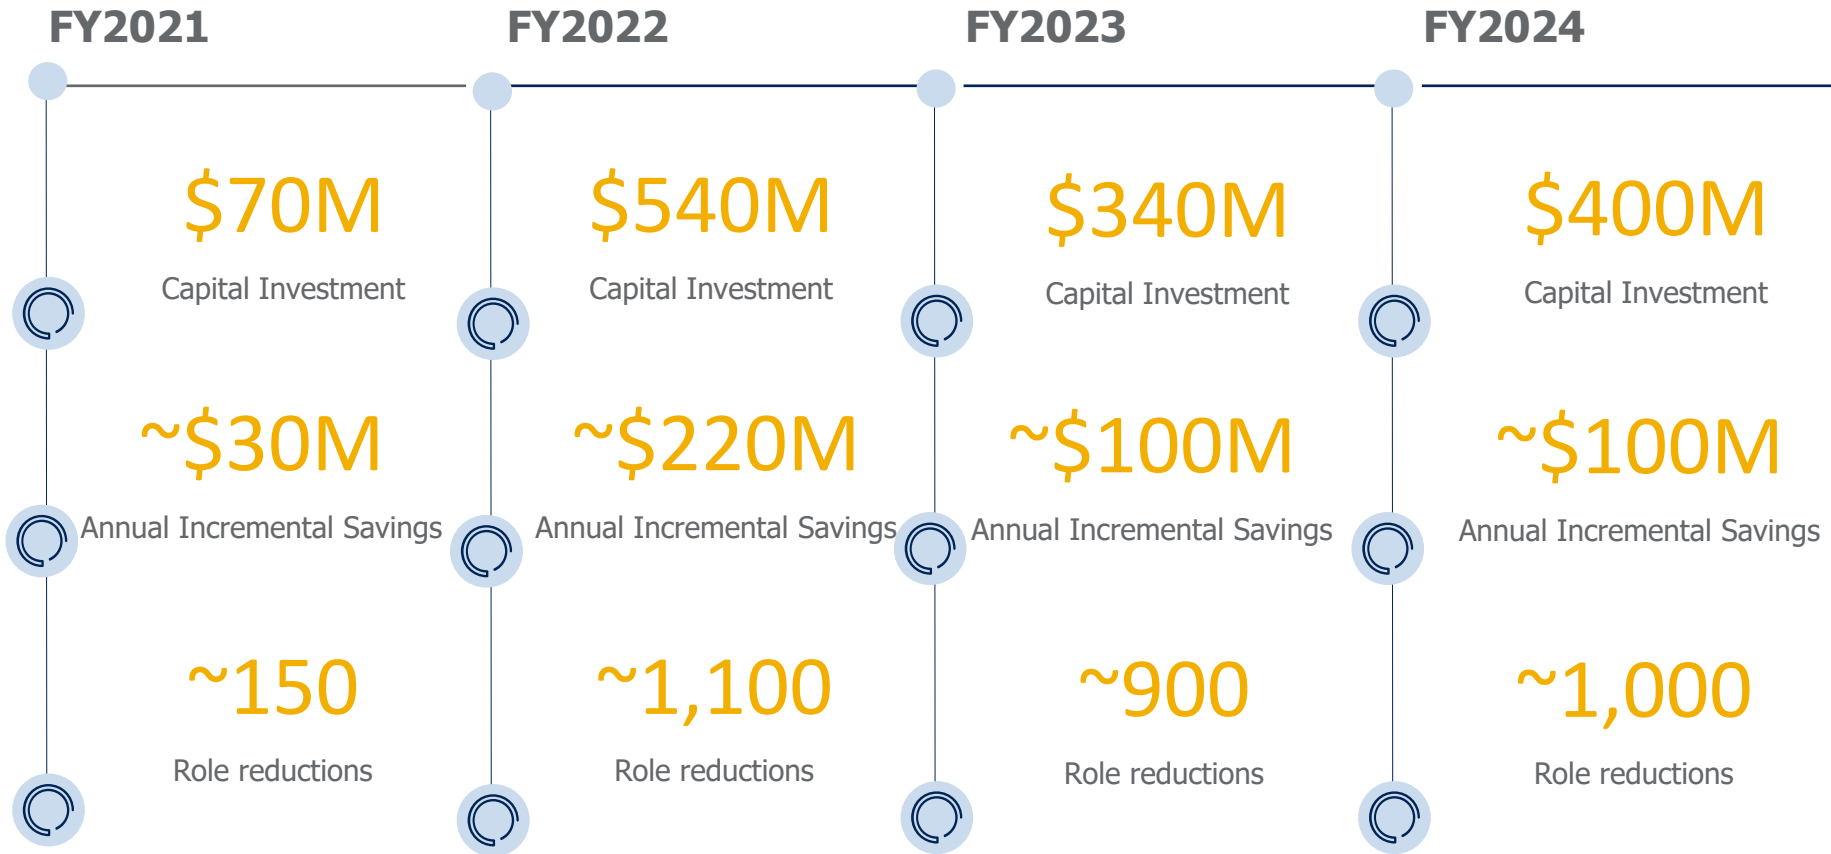 FY2021
FY2022
FY2023
FY2024
$70M
$540M
$340M
$400M
Capital Investment
Capital Investment
Capital Investment
Capital Investment
~$30M
~$220M
~$100M
~$100M
Annual Incremental Savings
Annual Incremental Savings
Annual Incremental Savings
Annual Incremental Savings
~150
~1,100
~900
~1,000
Role reductions
Role reductions
Role reductions
Role reductions